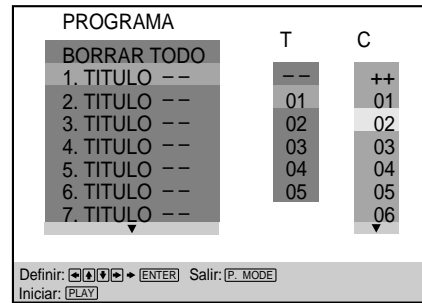 PROGRAMA
T C
BORRAR TODO
1. TITULO – – – – ++
2. TITULO – – 01 01
3. TITULO – – 02 02
4. TITULO – – 03 03
5. TITULO – – 04 04
6. TITULO – – 05 05
7. TITULO – – 06
Definir: ENTER Salir: P. MODE
Iniciar: PLAY